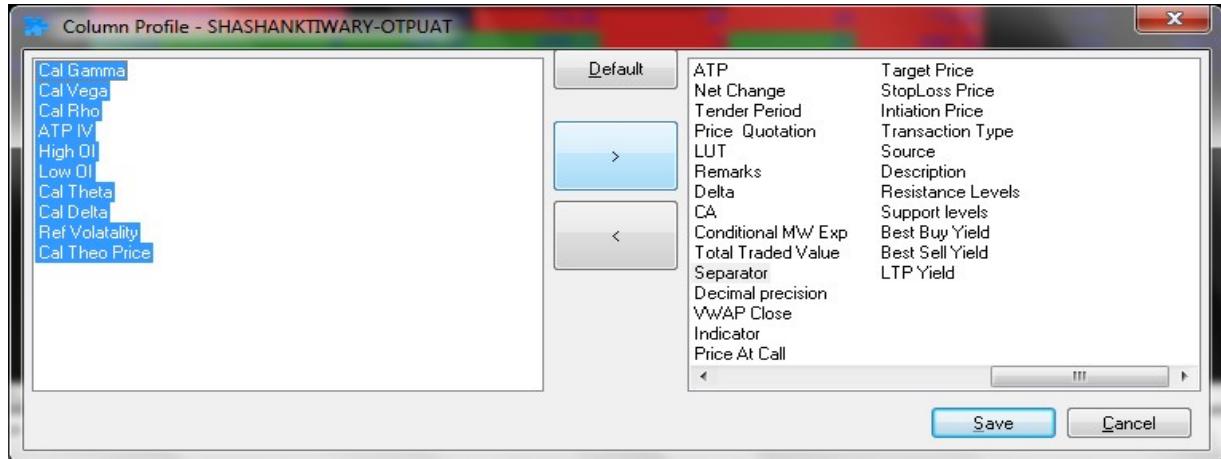 Column Profile - SHASHANKTIWARY-OTPUAT
Cal Gamma
Cal Vega
Cal Rho
ATP IV
High OI
Low OI
Cal Theta
Cal Delta
Ref Volatality
Cal Theo Price
Default
>
<
ATP
Net Change
Tender Period
Price Quotation
LUT
Remarks
Delta
CA
Conditional MW Exp
Total Traded Value
Separator
Decimal precision
VWAP Close
Indicator
Price At Call
Target Price
StopLoss Price
Intiation Price
Transaction Type
Source
Description
Resistance Levels
Support levels
Best Buy Yield
Best Sell Yield
LTP Yield
Save
Cancel